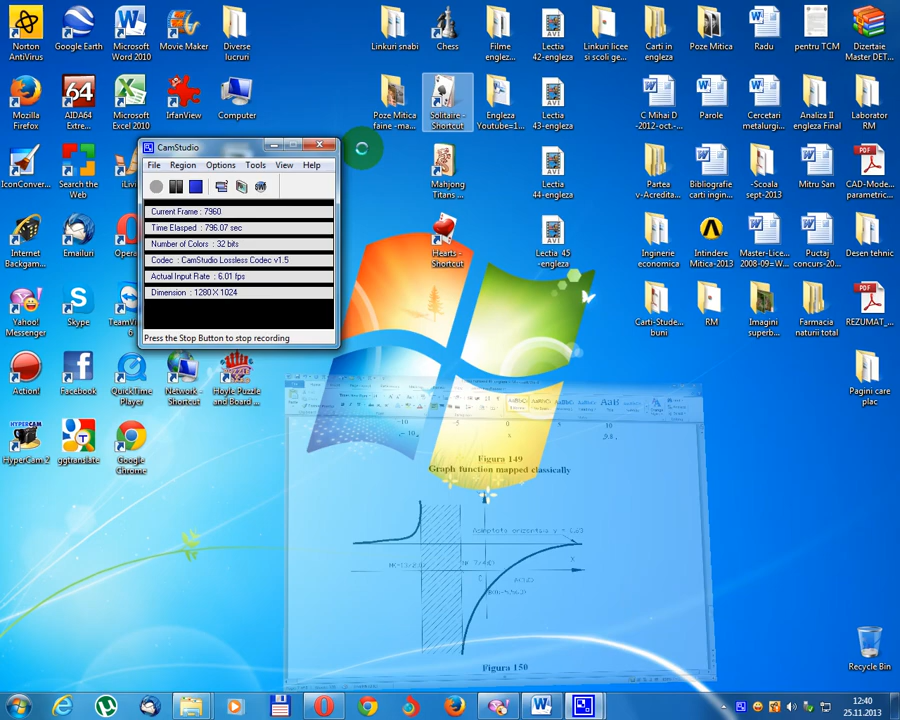 Norton AntiVirus
Google Earth
Microsoft Word 2010
Movie Maker
Diverse lucruri
Linkuri snabi
Chess
Filme englez...
Lectia 42-engleza
Linkuri licee si scoli ge...
Carti in engleza
Poze Mitica
Radu
pentru TCM
Dizertaie Master DET...
Mozilla Firefox
AIDA64 Extre...
Microsoft Excel 2010
IrfanView
Computer
Poze Mitica faine -ma...
Solitaire - Shortcut
Engleza Youtube=1...
Lectia 43-engleza
C Mihai D -2012-oct.-...
Parole
Cercetari metalurgi...
Analiza II engleza Final
Laborator RM
IconConver...
Search the Web
Mahjong Titans ...
Lectia 44-engleza
Partea v-Acredita...
Bibliografie carti ingin...
-Scoala sept-2013
Mitru San
CAD-Mode... parametric...
CamStudio
File Region Options Tools View Help
Current Frame : 7960
Time Elasped : 796.07 sec
Number of Colors : 32 bits
Codec : CamStudio Lossless Codec v1.5
Actual Input Rate : 6.01 fps
Dimension : 1280 X 1024
Press the Stop Button to stop recording
Internet Backgam...
Emailuri
Hearts - Shortcut
Lectia 45 -engleza
Inginerie economica
Intindere Mitica-2013
Master-Lice... 2008-09=W...
Puctaj concurs-20...
Desen tehnic
Yahoo! Messenger
Skype
Carti-Stude... buni
RM
Imagini superb...
Farmacia naturii total
REZUMAT_...
Action!
Facebook
QuickTime Player
Network - Shortcut
Hoyle Puzzle and Board ...
Pagini care plac
HyperCam 2
ggtranslate
Google Chrome
Figura 149
Graph function mapped classically
Figura 150
Recycle Bin
12:40
25.11.2013